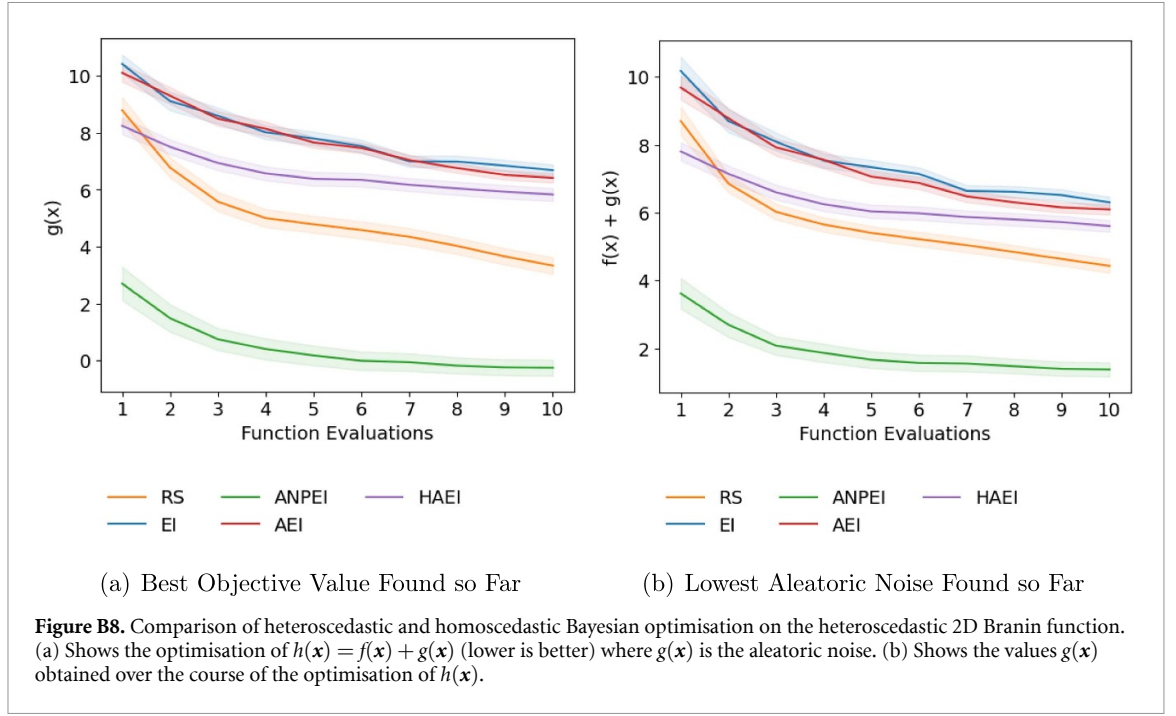 10
8
6
4
2
0
g(x)
1 2 3 4 5 6 7 8 9 10
Function Evaluations
RS ANPEI HAEI
EI AEI
(a) Best Objective Value Found so Far
10
8
6
4
2
f(x) + g(x)
1 2 3 4 5 6 7 8 9 10
Function Evaluations
RS ANPEI HAEI
EI AEI
(b) Lowest Aleatoric Noise Found so Far
Figure B8. Comparison of heteroscedastic and homoscedastic Bayesian optimisation on the heteroscedastic 2D Branin function.
(a) Shows the optimisation of h(x) = f(x) + g(x) (lower is better) where g(x) is the aleatoric noise. (b) Shows the values g(x)
obtained over the course of the optimisation of h(x).